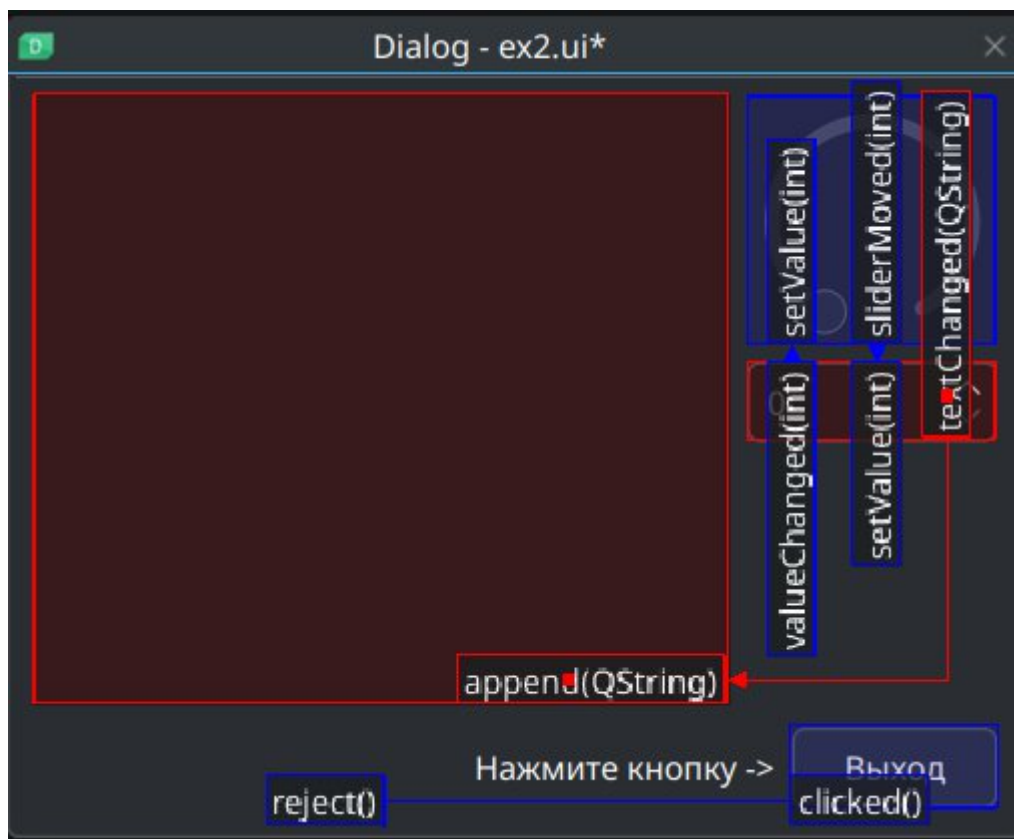 D Dialog - ex2.ui*
setValue(int)
sliderMoved(int)
textChanged(QString)
0
valueChanged(int)
setValue(int)
append(QString)
Нажмите кнопку -> Выход
reject() clicked()